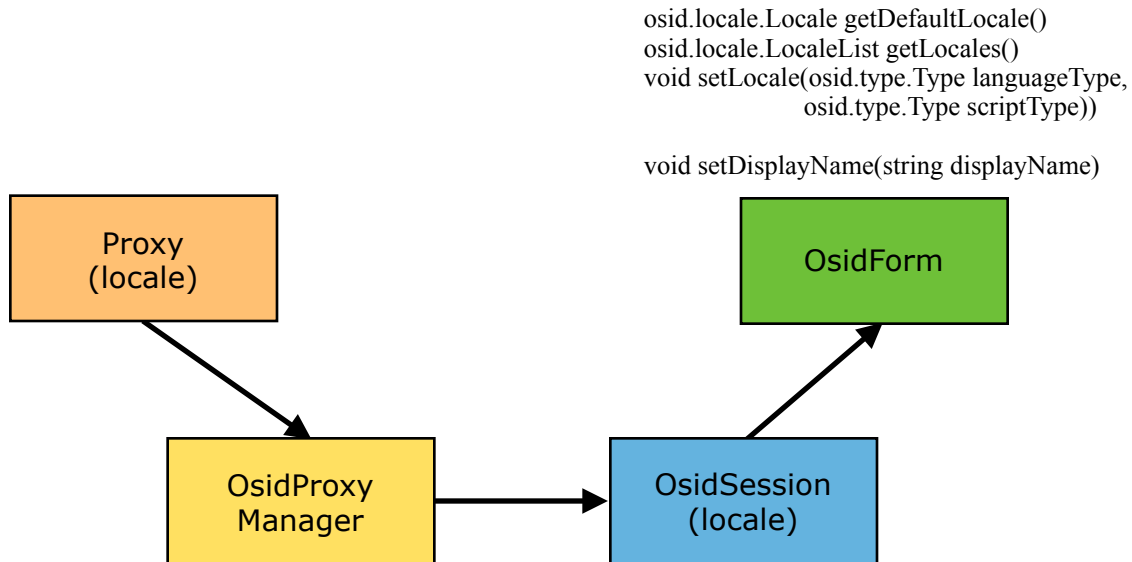 osid.locale.Locale getDefaultLocale()
osid.locale.LocaleList getLocales()
void setLocale(osid.type.Type languageType,
osid.type.Type scriptType))
void setDisplayName(string displayName)
Proxy
(locale)
OsidForm
OsidProxy
Manager
OsidSession
(locale)